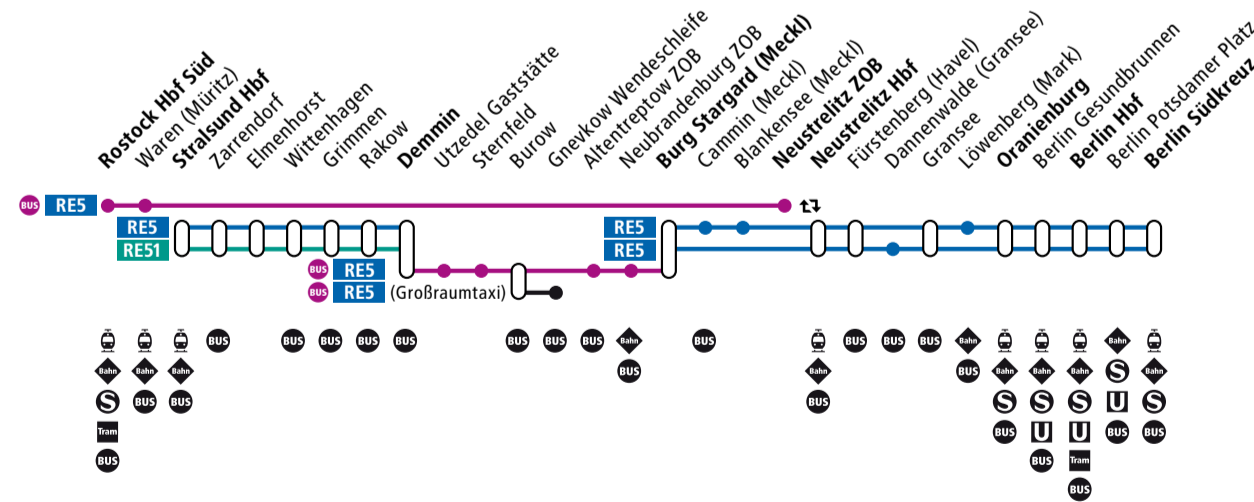 Rostock Hbf Süd
Waren (Müritz)
Stralsund Hbf
Zarrendorf
Elmenhorst
Wittenhagen
Grimmen
Rakow
Demmin
Utzedel Gaststätte
Sternfeld
Burow
Gnevkow Wendeschleife
Altentreptow ZOB
Neubrandenburg ZOB
Burg Stargard (Meckl)
Cammin (Meckl)
Blankensee (Meckl)
Neustrelitz ZOB
Neustrelitz Hbf
Fürstenberg (Havel)
Dannenwalde (Gransee)
Gransee
Löwenberg (Mark)
Oranienburg
Berlin Gesundbrunnen
Berlin Hbf
Berlin Potsdamer Platz
Berlin Südkreuz
BUS RE5
RE5 RE5
RE51 RE5
BUS RE5
BUS RE5 (Großraumtaxi)
BUS BUS BUS BUS BUS BUS BUS BUS Bahn BUS BUS BUS BUS Bahn Bahn
Bahn Bahn Bahn BUS Bahn BUS Bahn Bahn Bahn S Bahn
S BUS BUS BUS S S S U S
Tram BUS U U BUS BUS
BUS BUS Tram
BUS